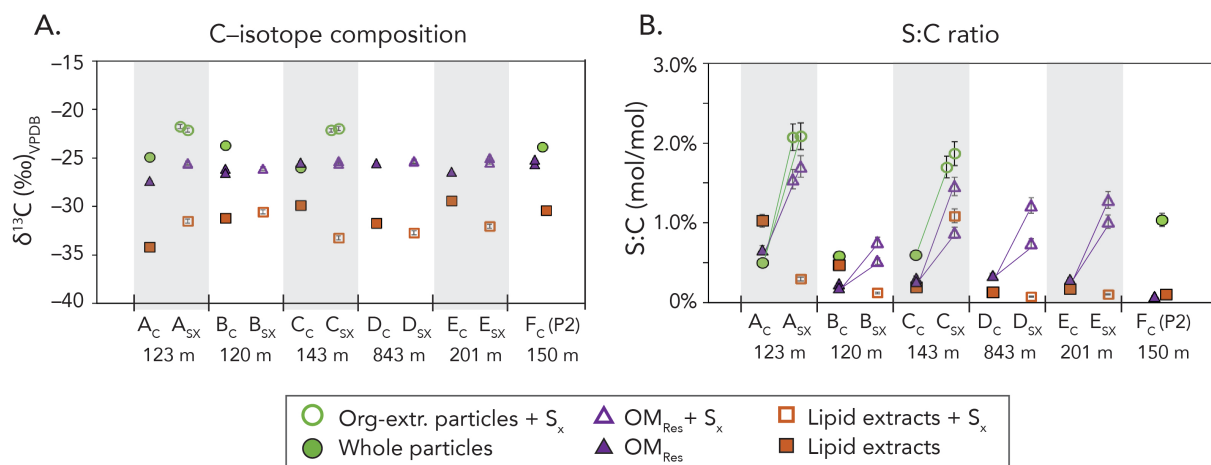 A.
C–isotope composition
δ¹³C (‰)VPDB
−15
−20
−25
−30
−35
−40
A_C A_SX B_C B_SX C_C C_SX D_C D_SX E_C E_SX F_C (P2)
123 m 120 m 143 m 843 m 201 m 150 m
B.
S:C ratio
S:C (mol/mol)
3.0%
2.0%
1.0%
0%
A_C A_SX B_C B_SX C_C C_SX D_C D_SX E_C E_SX F_C (P2)
123 m 120 m 143 m 843 m 201 m 150 m
Org-extr. particles + Sₓ OM_Res + Sₓ Lipid extracts + Sₓ
Whole particles OM_Res Lipid extracts